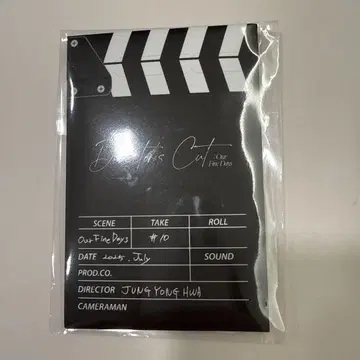 Director's Cut : Our
Fine Days
SCENE TAKE ROLL
Our Fine Days #10
DATE 2025. July SOUND
PROD.CO.
DIRECTOR JUNG YONG HWA
CAMERAMAN